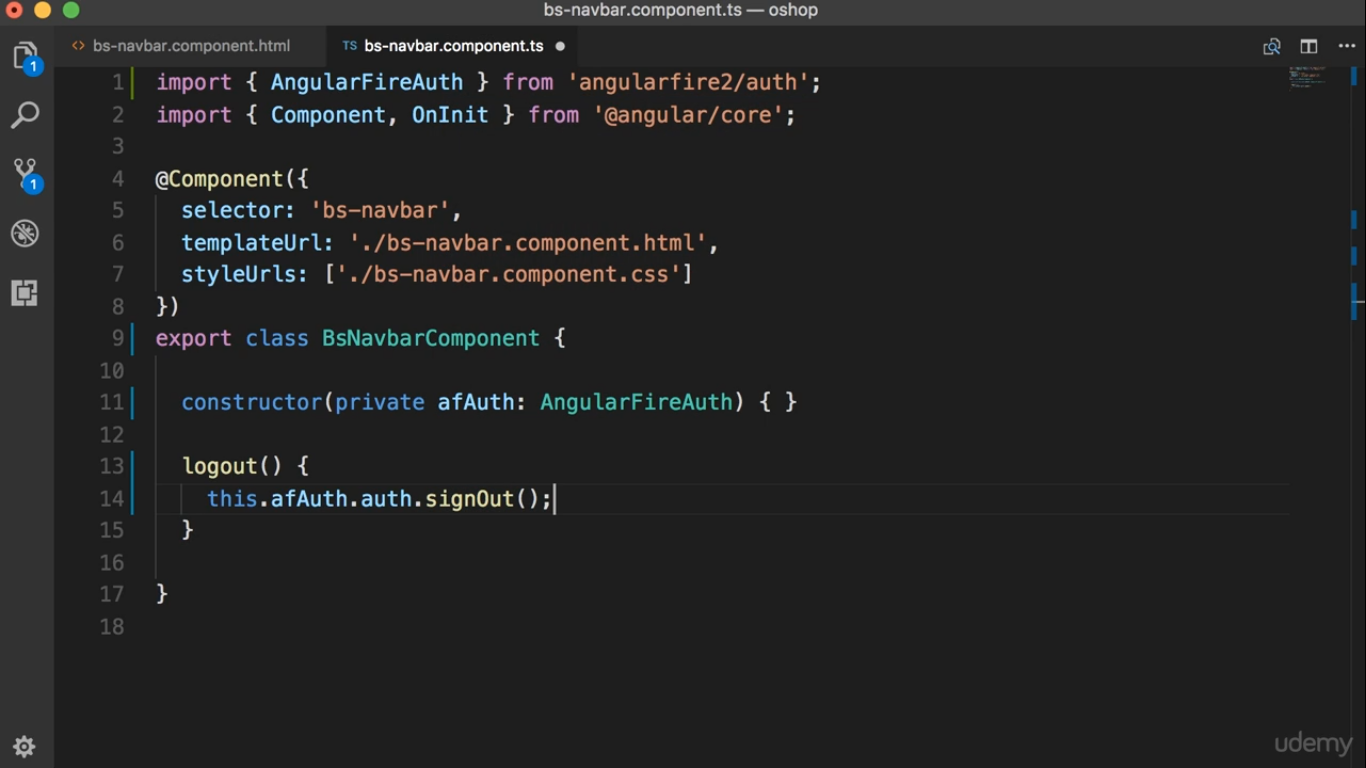 bs-navbar.component.ts — oshop
<> bs-navbar.component.html
TS bs-navbar.component.ts
1
1
1 import { AngularFireAuth } from 'angularfire2/auth';
2 import { Component, OnInit } from '@angular/core';
3
4 @Component({
5   selector: 'bs-navbar',
6   templateUrl: './bs-navbar.component.html',
7   styleUrls: ['./bs-navbar.component.css']
8 })
9 export class BsNavbarComponent {
10
11   constructor(private afAuth: AngularFireAuth) { }
12
13   logout() {
14     this.afAuth.auth.signOut();
15   }
16
17 }
18
udemy